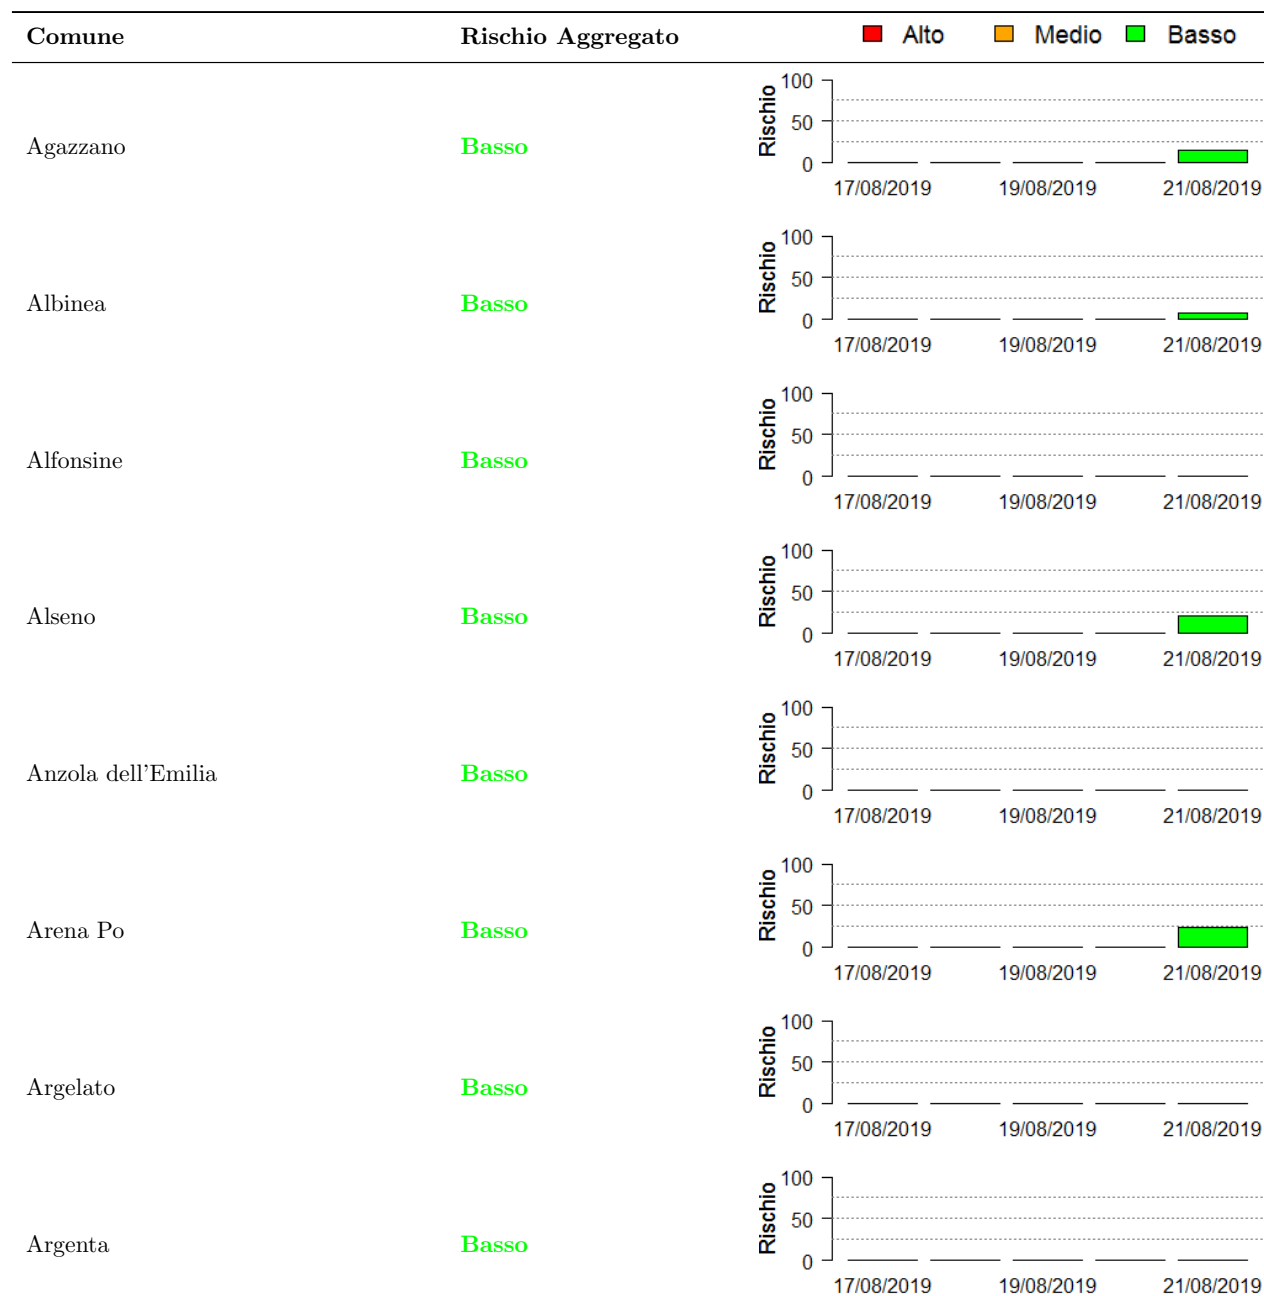 Comune Rischio Aggregato Alto Medio Basso
100
50
0
Rischio
Agazzano Basso
17/08/2019 19/08/2019 21/08/2019
100
50
0
Rischio
Albinea Basso
17/08/2019 19/08/2019 21/08/2019
100
50
0
Rischio
Alfonsine Basso
17/08/2019 19/08/2019 21/08/2019
100
50
0
Rischio
Alseno Basso
17/08/2019 19/08/2019 21/08/2019
100
50
0
Rischio
Anzola dell'Emilia Basso
17/08/2019 19/08/2019 21/08/2019
100
50
0
Rischio
Arena Po Basso
17/08/2019 19/08/2019 21/08/2019
100
50
0
Rischio
Argelato Basso
17/08/2019 19/08/2019 21/08/2019
100
50
0
Rischio
Argenta Basso
17/08/2019 19/08/2019 21/08/2019